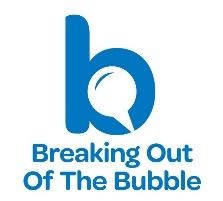 b
Breaking Out
Of The Bubble